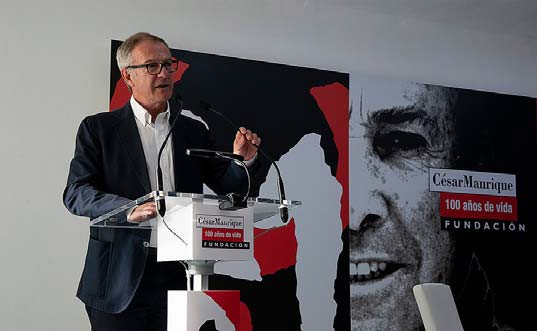 CésarManrique
100 años de vida
FUNDACIÓN
CésarManrique
100 años de vida
FUNDACIÓN